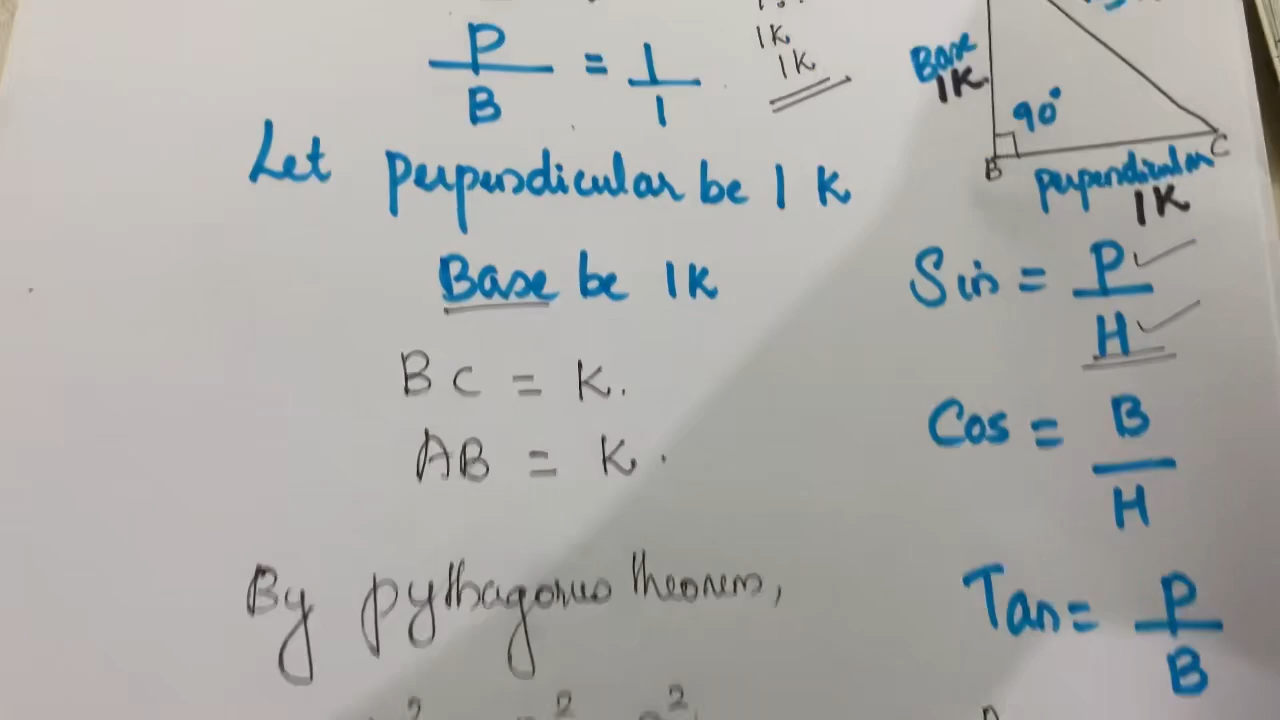 P/B = 1/1
1K
1K
Let perpendicular be 1 K
Base be 1K
BC = K.
AB = K.
By pythagorus theorem,
Base
1K
90°
B
C
perpendicular
1K
Sin = P/H
Cos = B/H
Tan = P/B